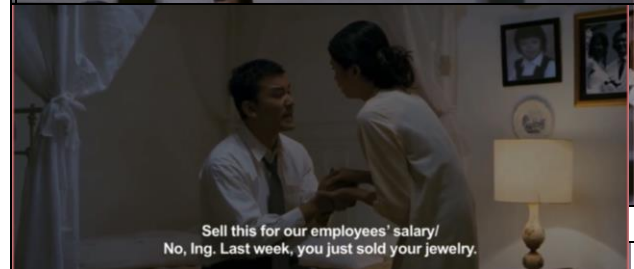 Sell this for our employees' salary/
No, Ing. Last week, you just sold your jewelry.